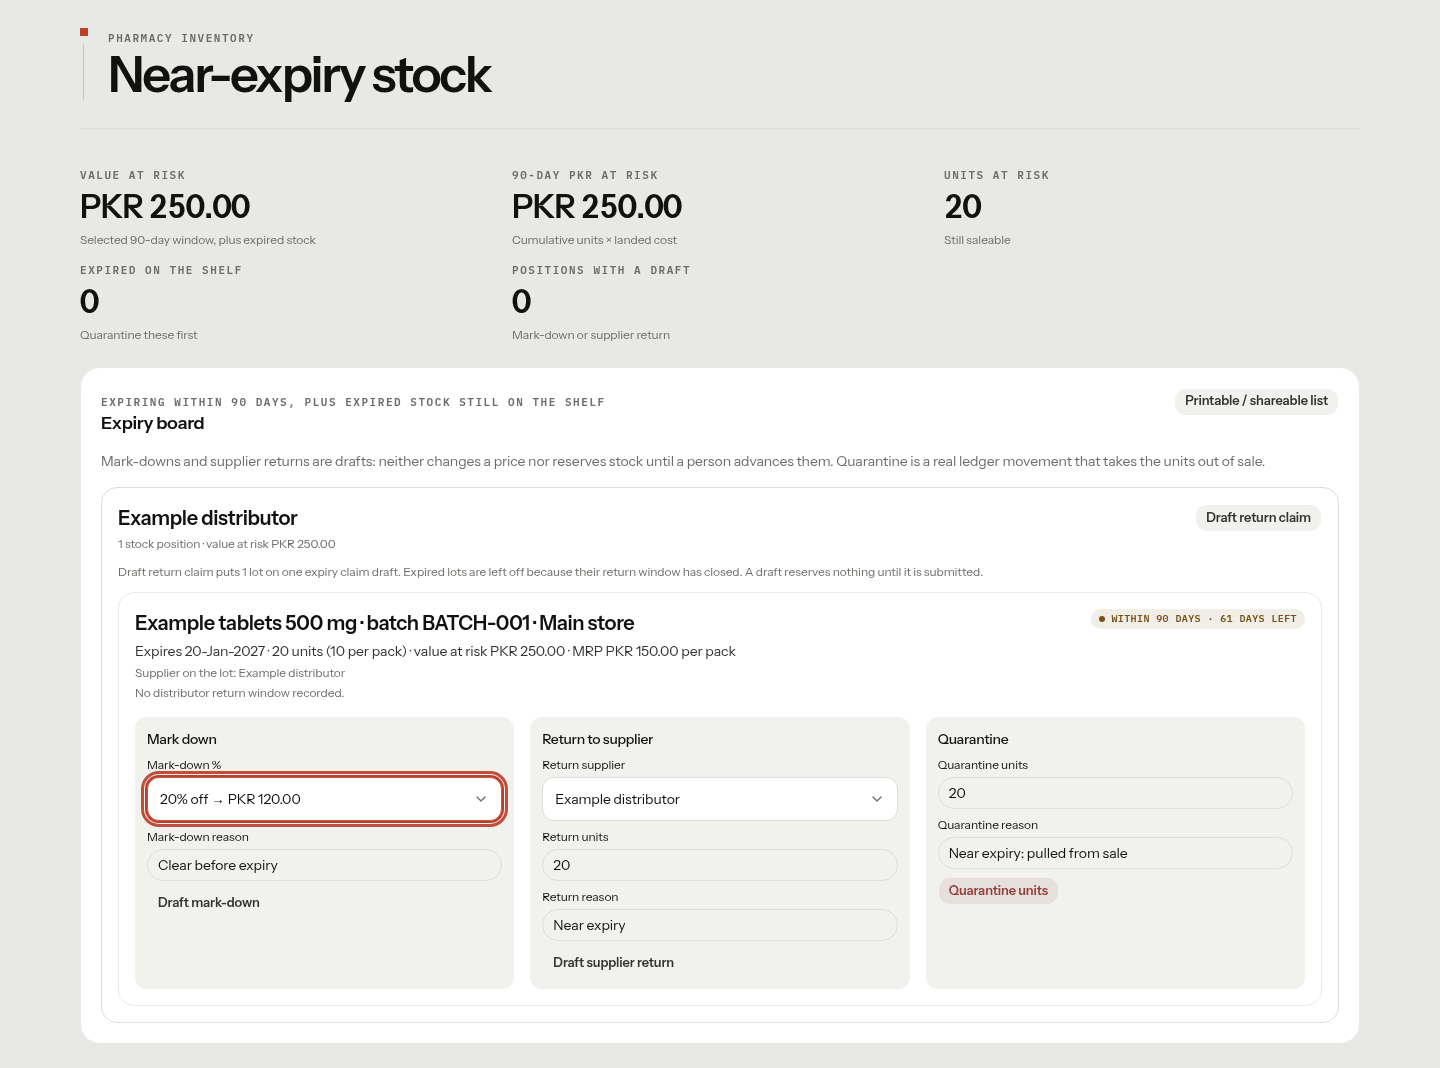 PHARMACY INVENTORY
Near-expiry stock
VALUE AT RISK
PKR 250.00
Selected 90-day window, plus expired stock
90-DAY PKR AT RISK
PKR 250.00
Cumulative units × landed cost
UNITS AT RISK
20
Still saleable
EXPIRED ON THE SHELF
0
Quarantine these first
POSITIONS WITH A DRAFT
0
Mark-down or supplier return
EXPIRING WITHIN 90 DAYS, PLUS EXPIRED STOCK STILL ON THE SHELF
Expiry board
Printable / shareable list
Mark-downs and supplier returns are drafts: neither changes a price nor reserves stock until a person advances them. Quarantine is a real ledger movement that takes the units out of sale.
Example distributor
Draft return claim
1 stock position · value at risk PKR 250.00
Draft return claim puts 1 lot on one expiry claim draft. Expired lots are left off because their return window has closed. A draft reserves nothing until it is submitted.
Example tablets 500 mg · batch BATCH-001 · Main store
WITHIN 90 DAYS · 61 DAYS LEFT
Expires 20-Jan-2027 · 20 units (10 per pack) · value at risk PKR 250.00 · MRP PKR 150.00 per pack
Supplier on the lot: Example distributor
No distributor return window recorded.
Mark down
Mark-down %
20% off → PKR 120.00
Mark-down reason
Clear before expiry
Draft mark-down
Return to supplier
Return supplier
Example distributor
Return units
20
Return reason
Near expiry
Draft supplier return
Quarantine
Quarantine units
20
Quarantine reason
Near expiry: pulled from sale
Quarantine units